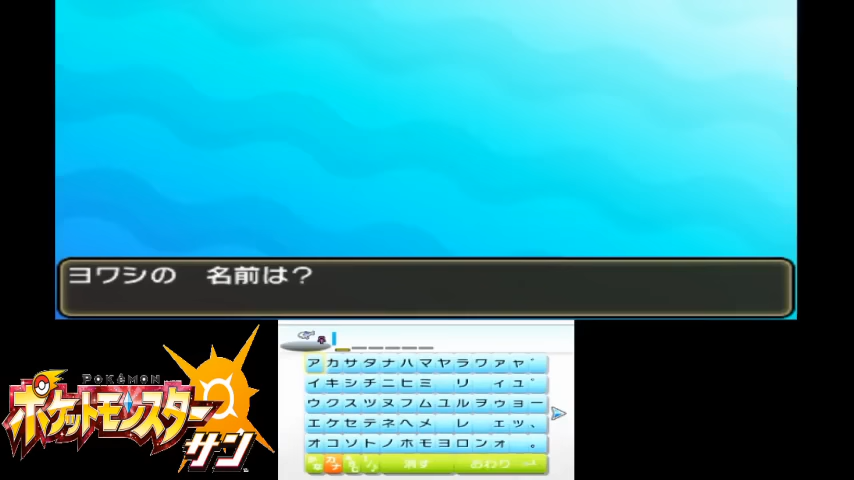 ヨワシの 名前は？
POKéMON
ポケットモンスター
サン
アカサタナハマヤラワァャ゛
イキシチニヒミ リ ィュ゜
ウクスツヌフムユルヲゥョー
エケセテネヘメ レ ェッ、
オコソトノホモヨロンォ 。
カナ 消す おわり